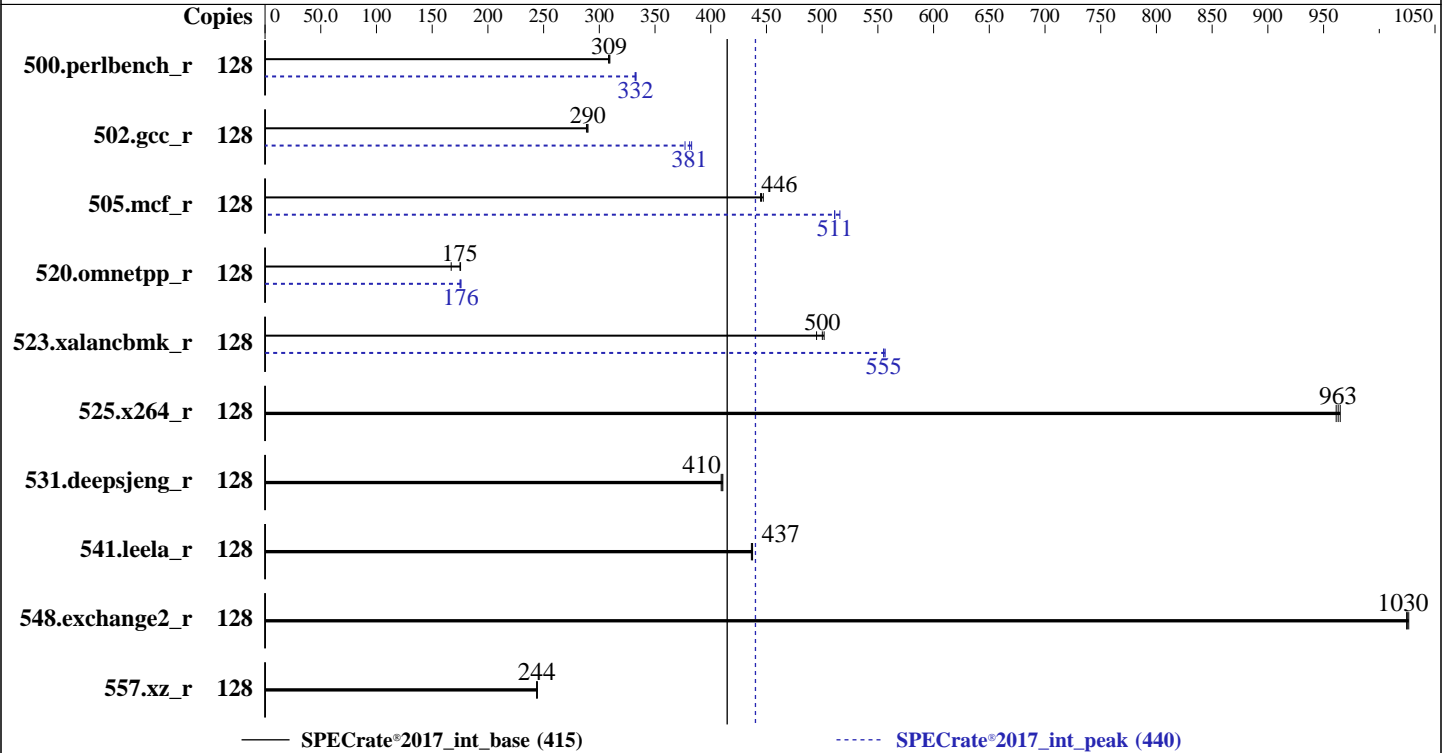 Copies 0 50.0 100 150 200 250 300 350 400 450 500 550 600 650 700 750 800 850 900 950 1050
309
500.perlbench_r 128
332
290
502.gcc_r 128
381
446
505.mcf_r 128
511
175
520.omnetpp_r 128
176
500
523.xalancbmk_r 128
555
963
525.x264_r 128
410
531.deepsjeng_r 128
437
541.leela_r 128
1030
548.exchange2_r 128
244
557.xz_r 128
SPECrate®2017_int_base (415) SPECrate®2017_int_peak (440)